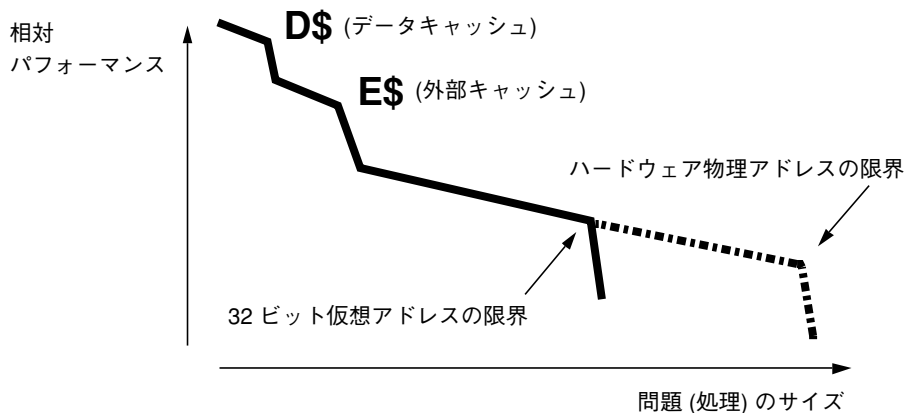 相対
パフォーマンス
D$ (データキャッシュ)
E$ (外部キャッシュ)
ハードウェア物理アドレスの限界
32 ビット仮想アドレスの限界
問題 (処理) のサイズ